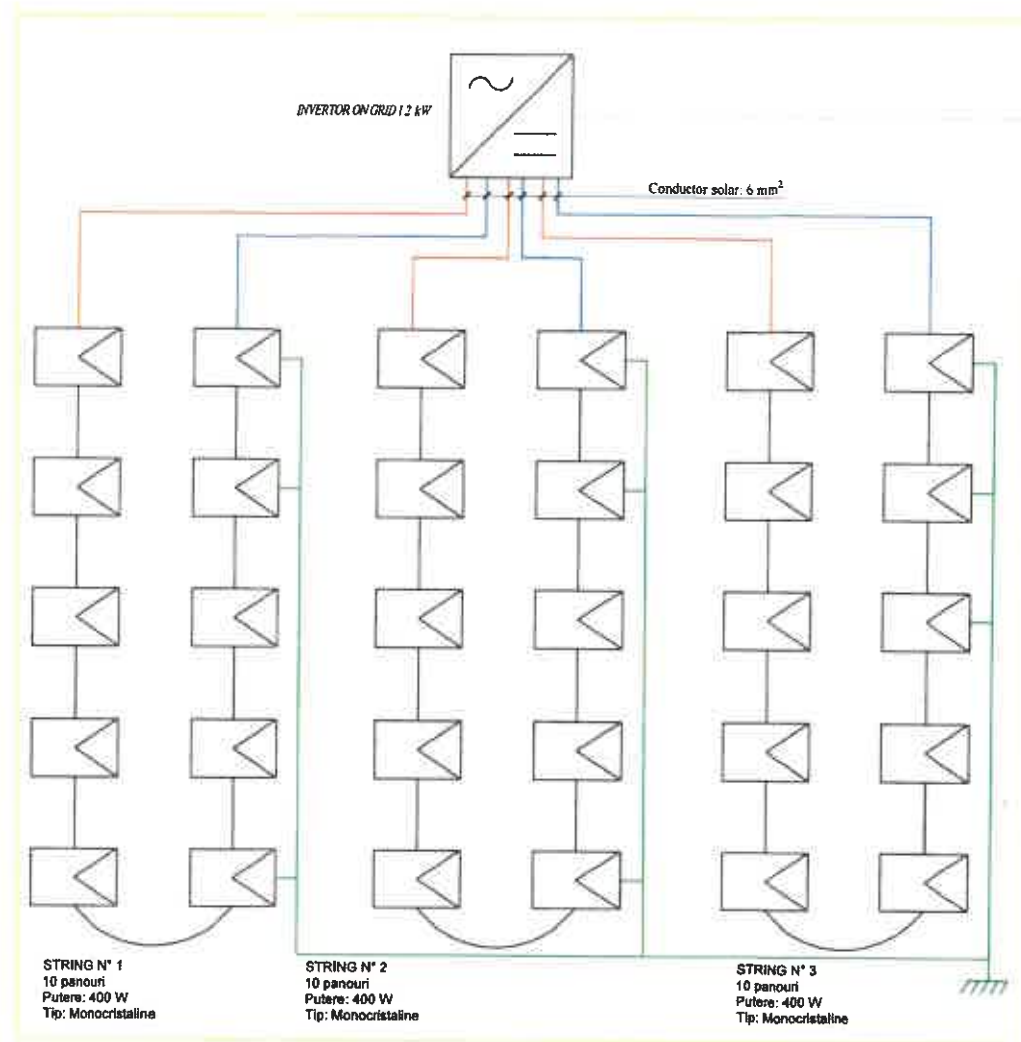 INVERTOR ON GRID 12 kW
Conductor solar: 6 mm²
STRING N° 1
10 panouri
Putere: 400 W
Tip: Monocristaline
STRING N° 2
10 panouri
Putere: 400 W
Tip: Monocristaline
STRING N° 3
10 panouri
Putere: 400 W
Tip: Monocristaline